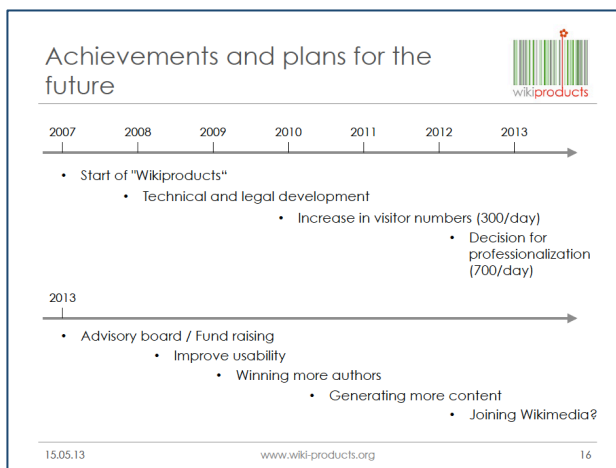 Achievements and plans for the
future
wikiproducts
2007 2008 2009 2010 2011 2012 2013
• Start of "Wikiproducts“
• Technical and legal development
• Increase in visitor numbers (300/day)
• Decision for
professionalization
(700/day)
2013
• Advisory board / Fund raising
• Improve usability
• Winning more authors
• Generating more content
• Joining Wikimedia?
15.05.13 www.wiki-products.org 16